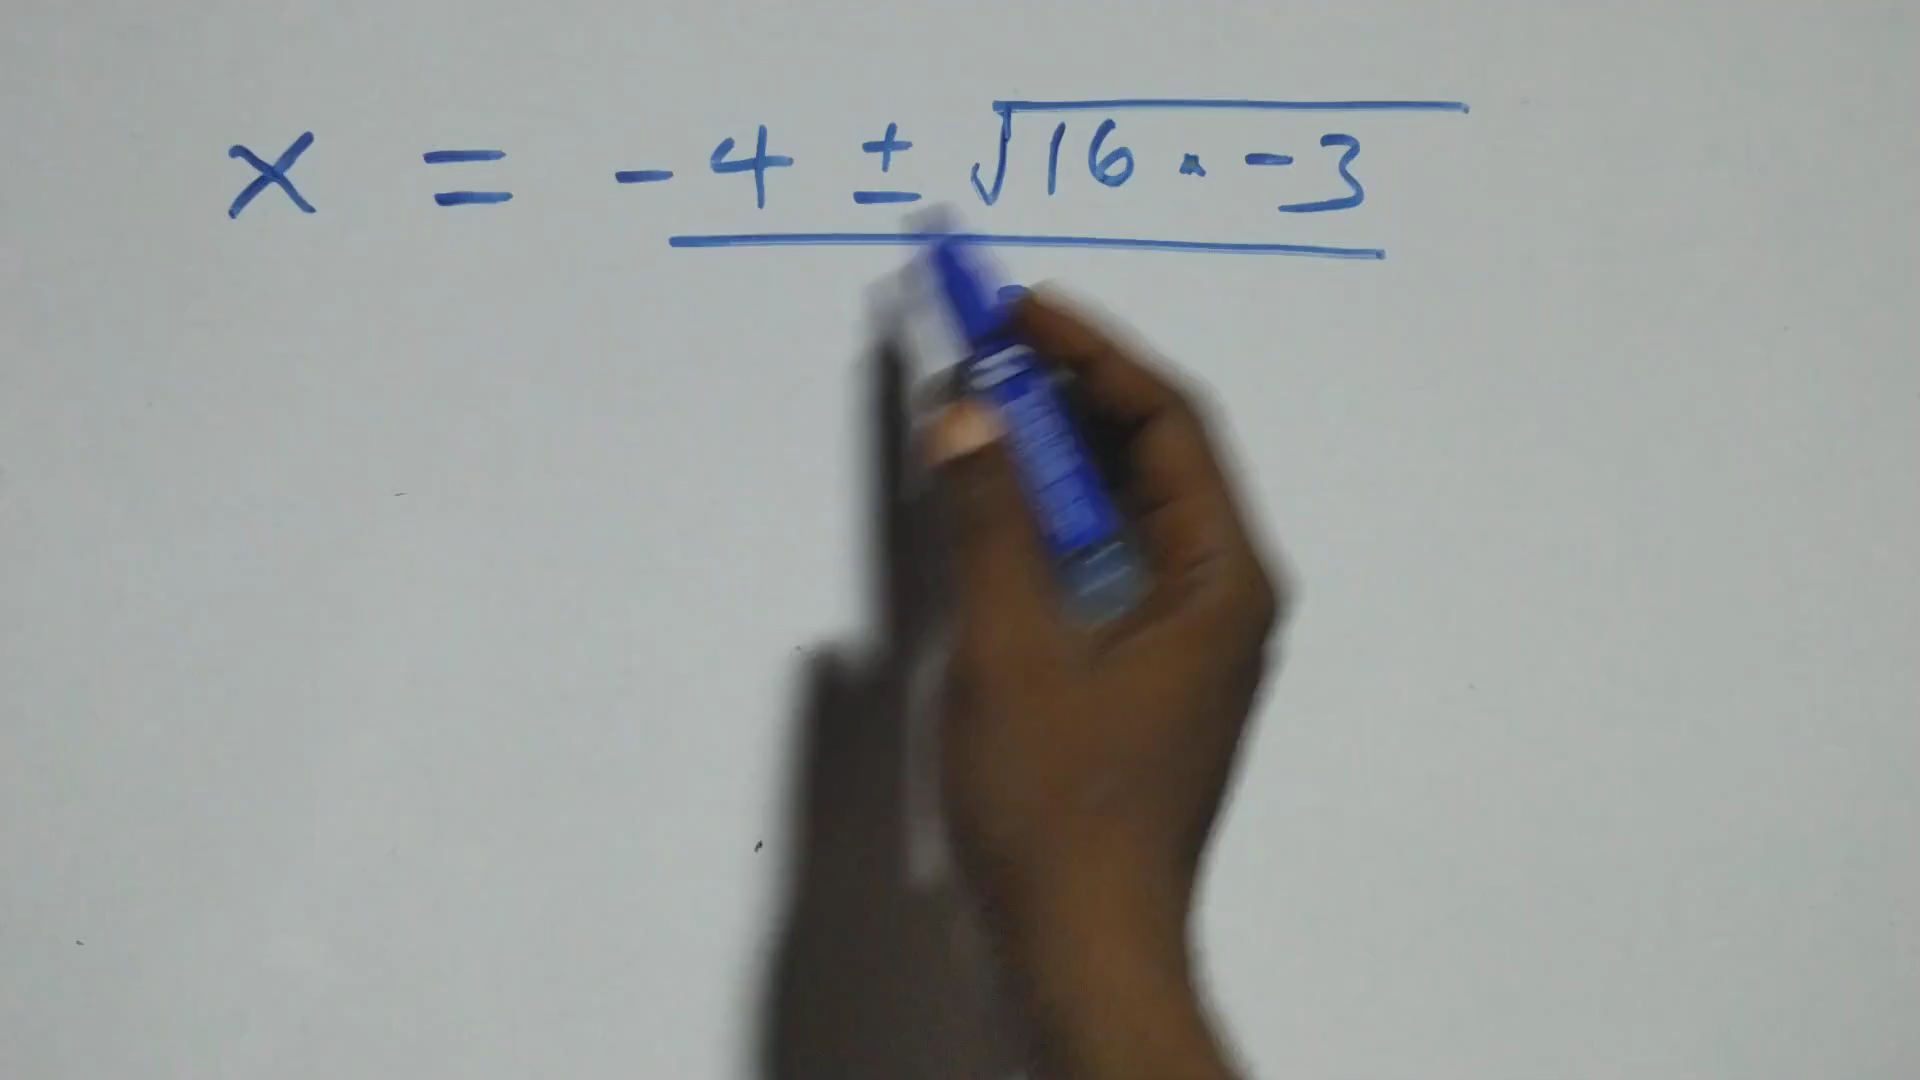 x = -4 ± √16 · -3